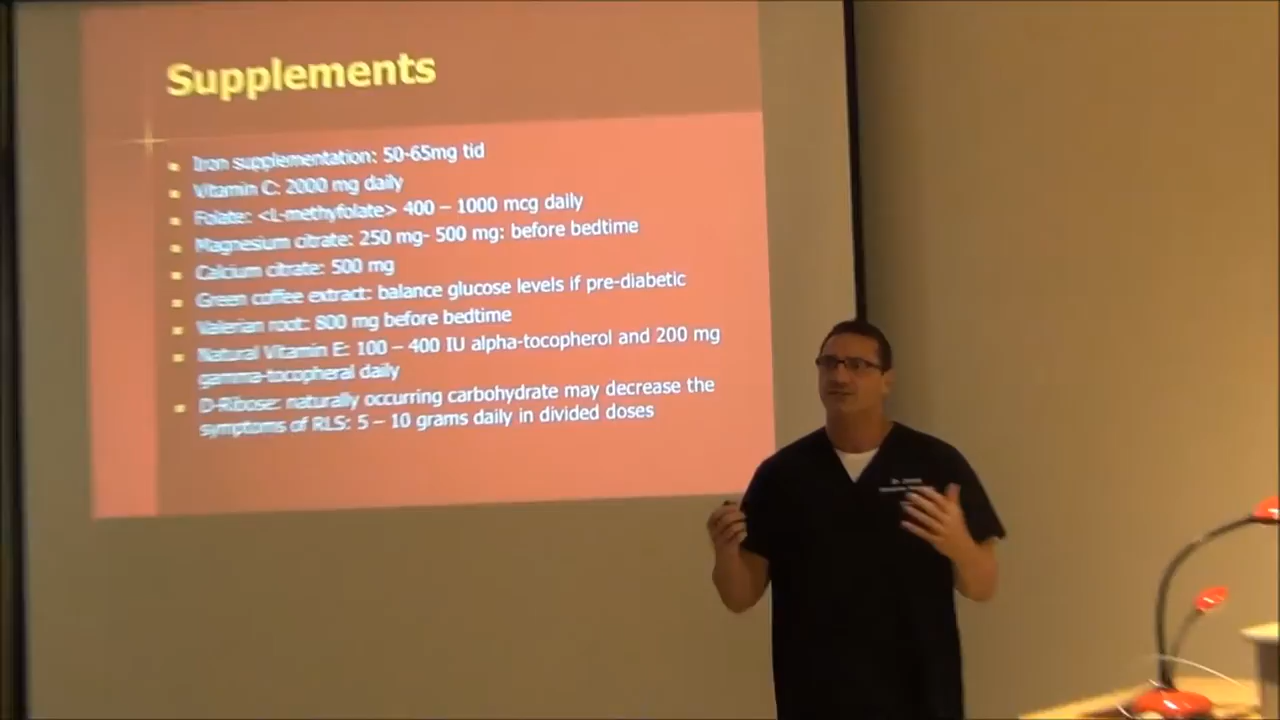 Supplements
Iron supplementation: 50-65mg tid
Vitamin C: 2000 mg daily
Folate: <L-methyfolate> 400 – 1000 mcg daily
Magnesium citrate: 250 mg- 500 mg: before bedtime
Calcium citrate: 500 mg
Green coffee extract: balance glucose levels if pre-diabetic
Valerian root: 800 mg before bedtime
Natural Vitamin E: 100 – 400 IU alpha-tocopherol and 200 mg
gamma-tocopheral daily
D-Ribose: naturally occurring carbohydrate may decrease the
symptoms of RLS: 5 – 10 grams daily in divided doses
Dr.